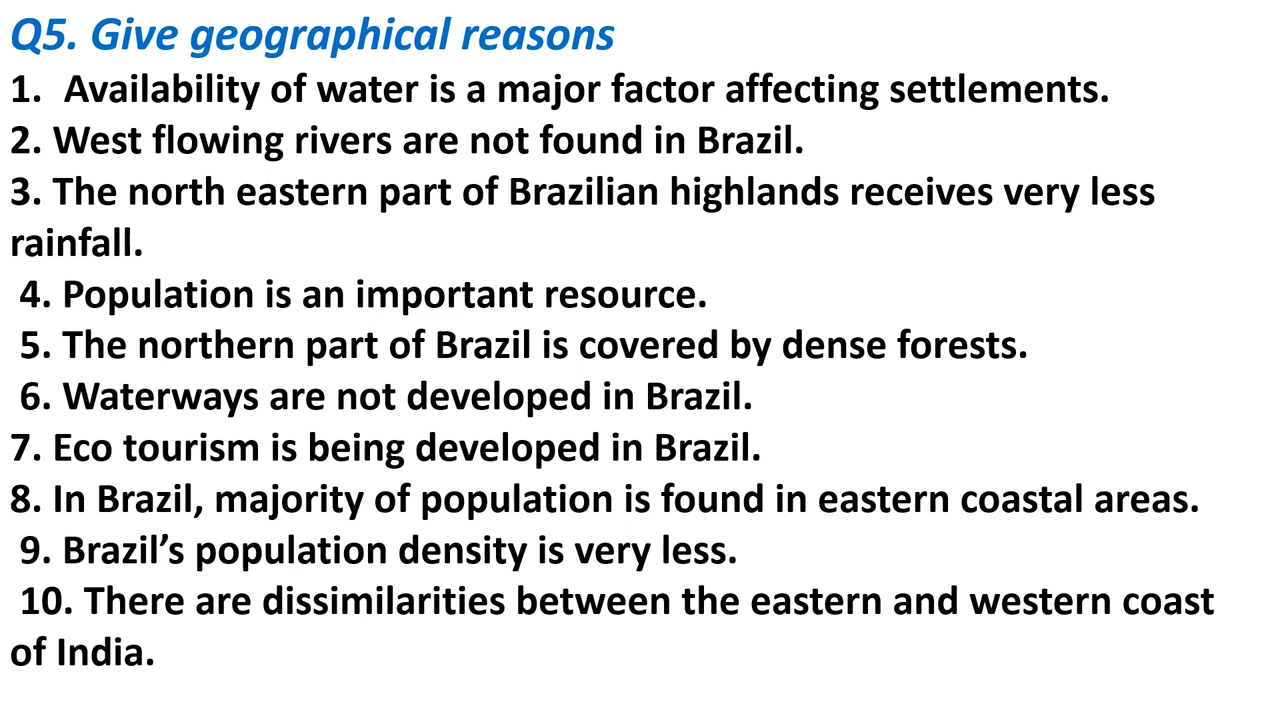 Q5. Give geographical reasons
1.  Availability of water is a major factor affecting settlements.
2. West flowing rivers are not found in Brazil.
3. The north eastern part of Brazilian highlands receives very less
rainfall.
4. Population is an important resource.
5. The northern part of Brazil is covered by dense forests.
6. Waterways are not developed in Brazil.
7. Eco tourism is being developed in Brazil.
8. In Brazil, majority of population is found in eastern coastal areas.
9. Brazil’s population density is very less.
10. There are dissimilarities between the eastern and western coast
of India.